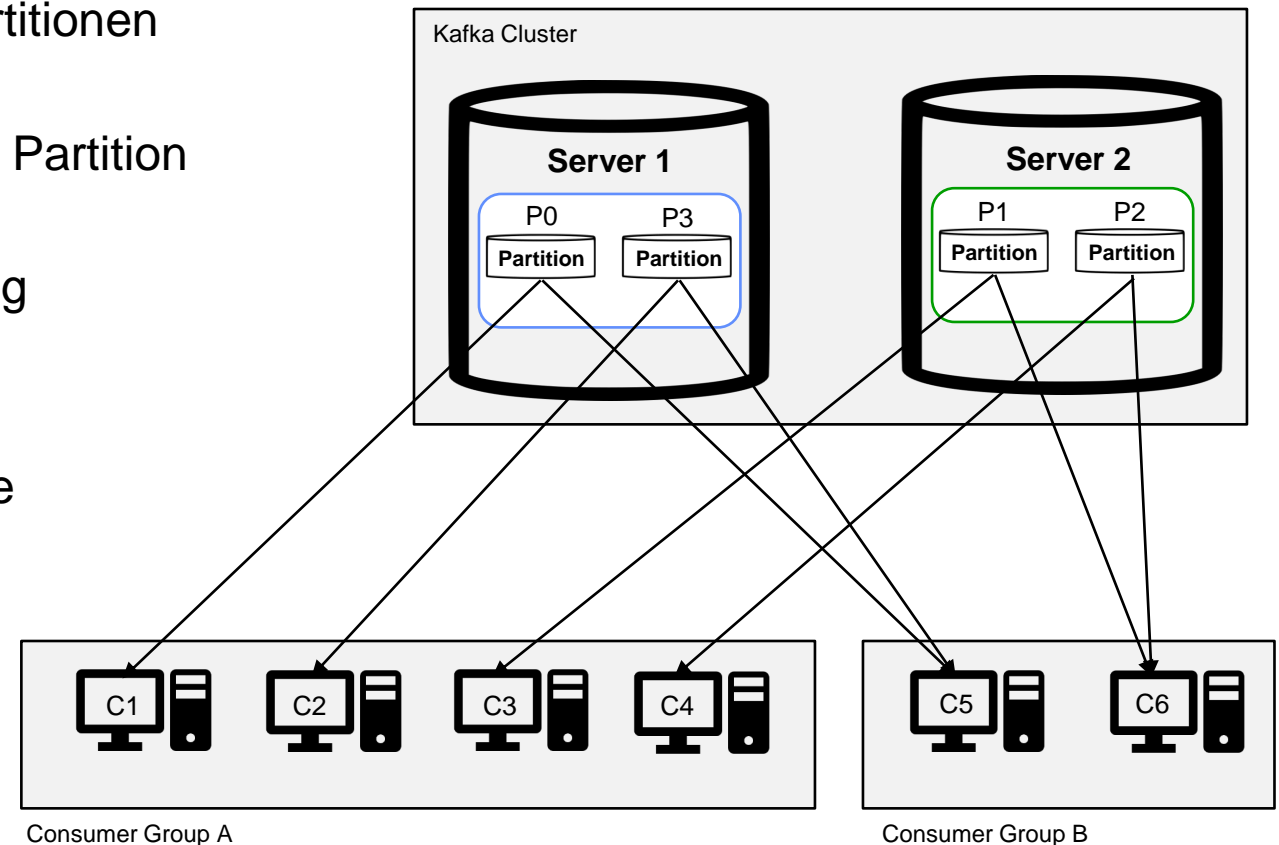 rtitionen
Partition
g
e
Kafka Cluster
Server 1
P0 P3
Partition Partition
Server 2
P1 P2
Partition Partition
C1 C2 C3 C4
Consumer Group A
C5 C6
Consumer Group B